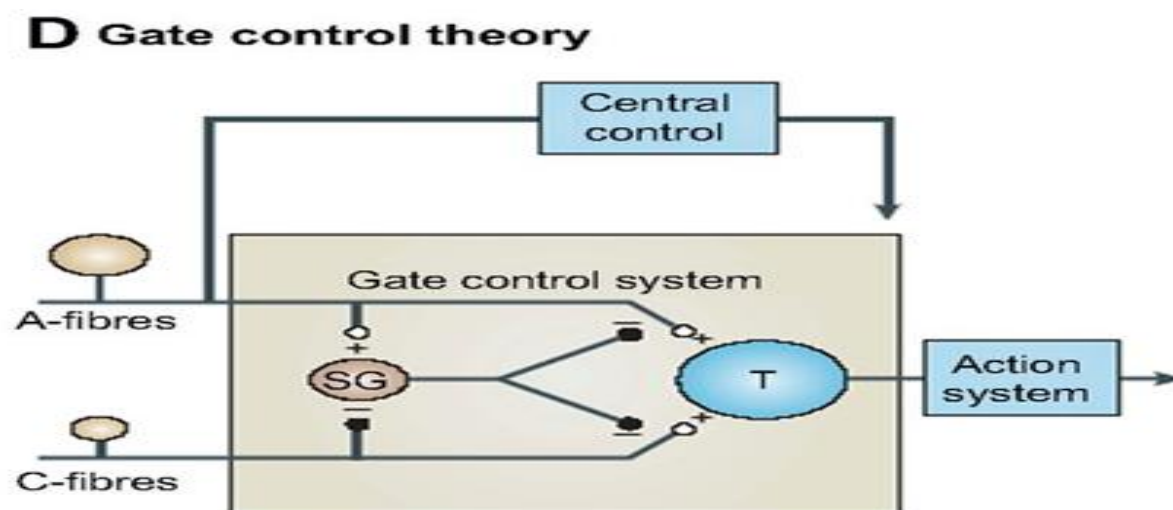 D Gate control theory
Central
control
Gate control system
A-fibres
+
SG
−
−
−
+
T
+
Action
system
C-fibres